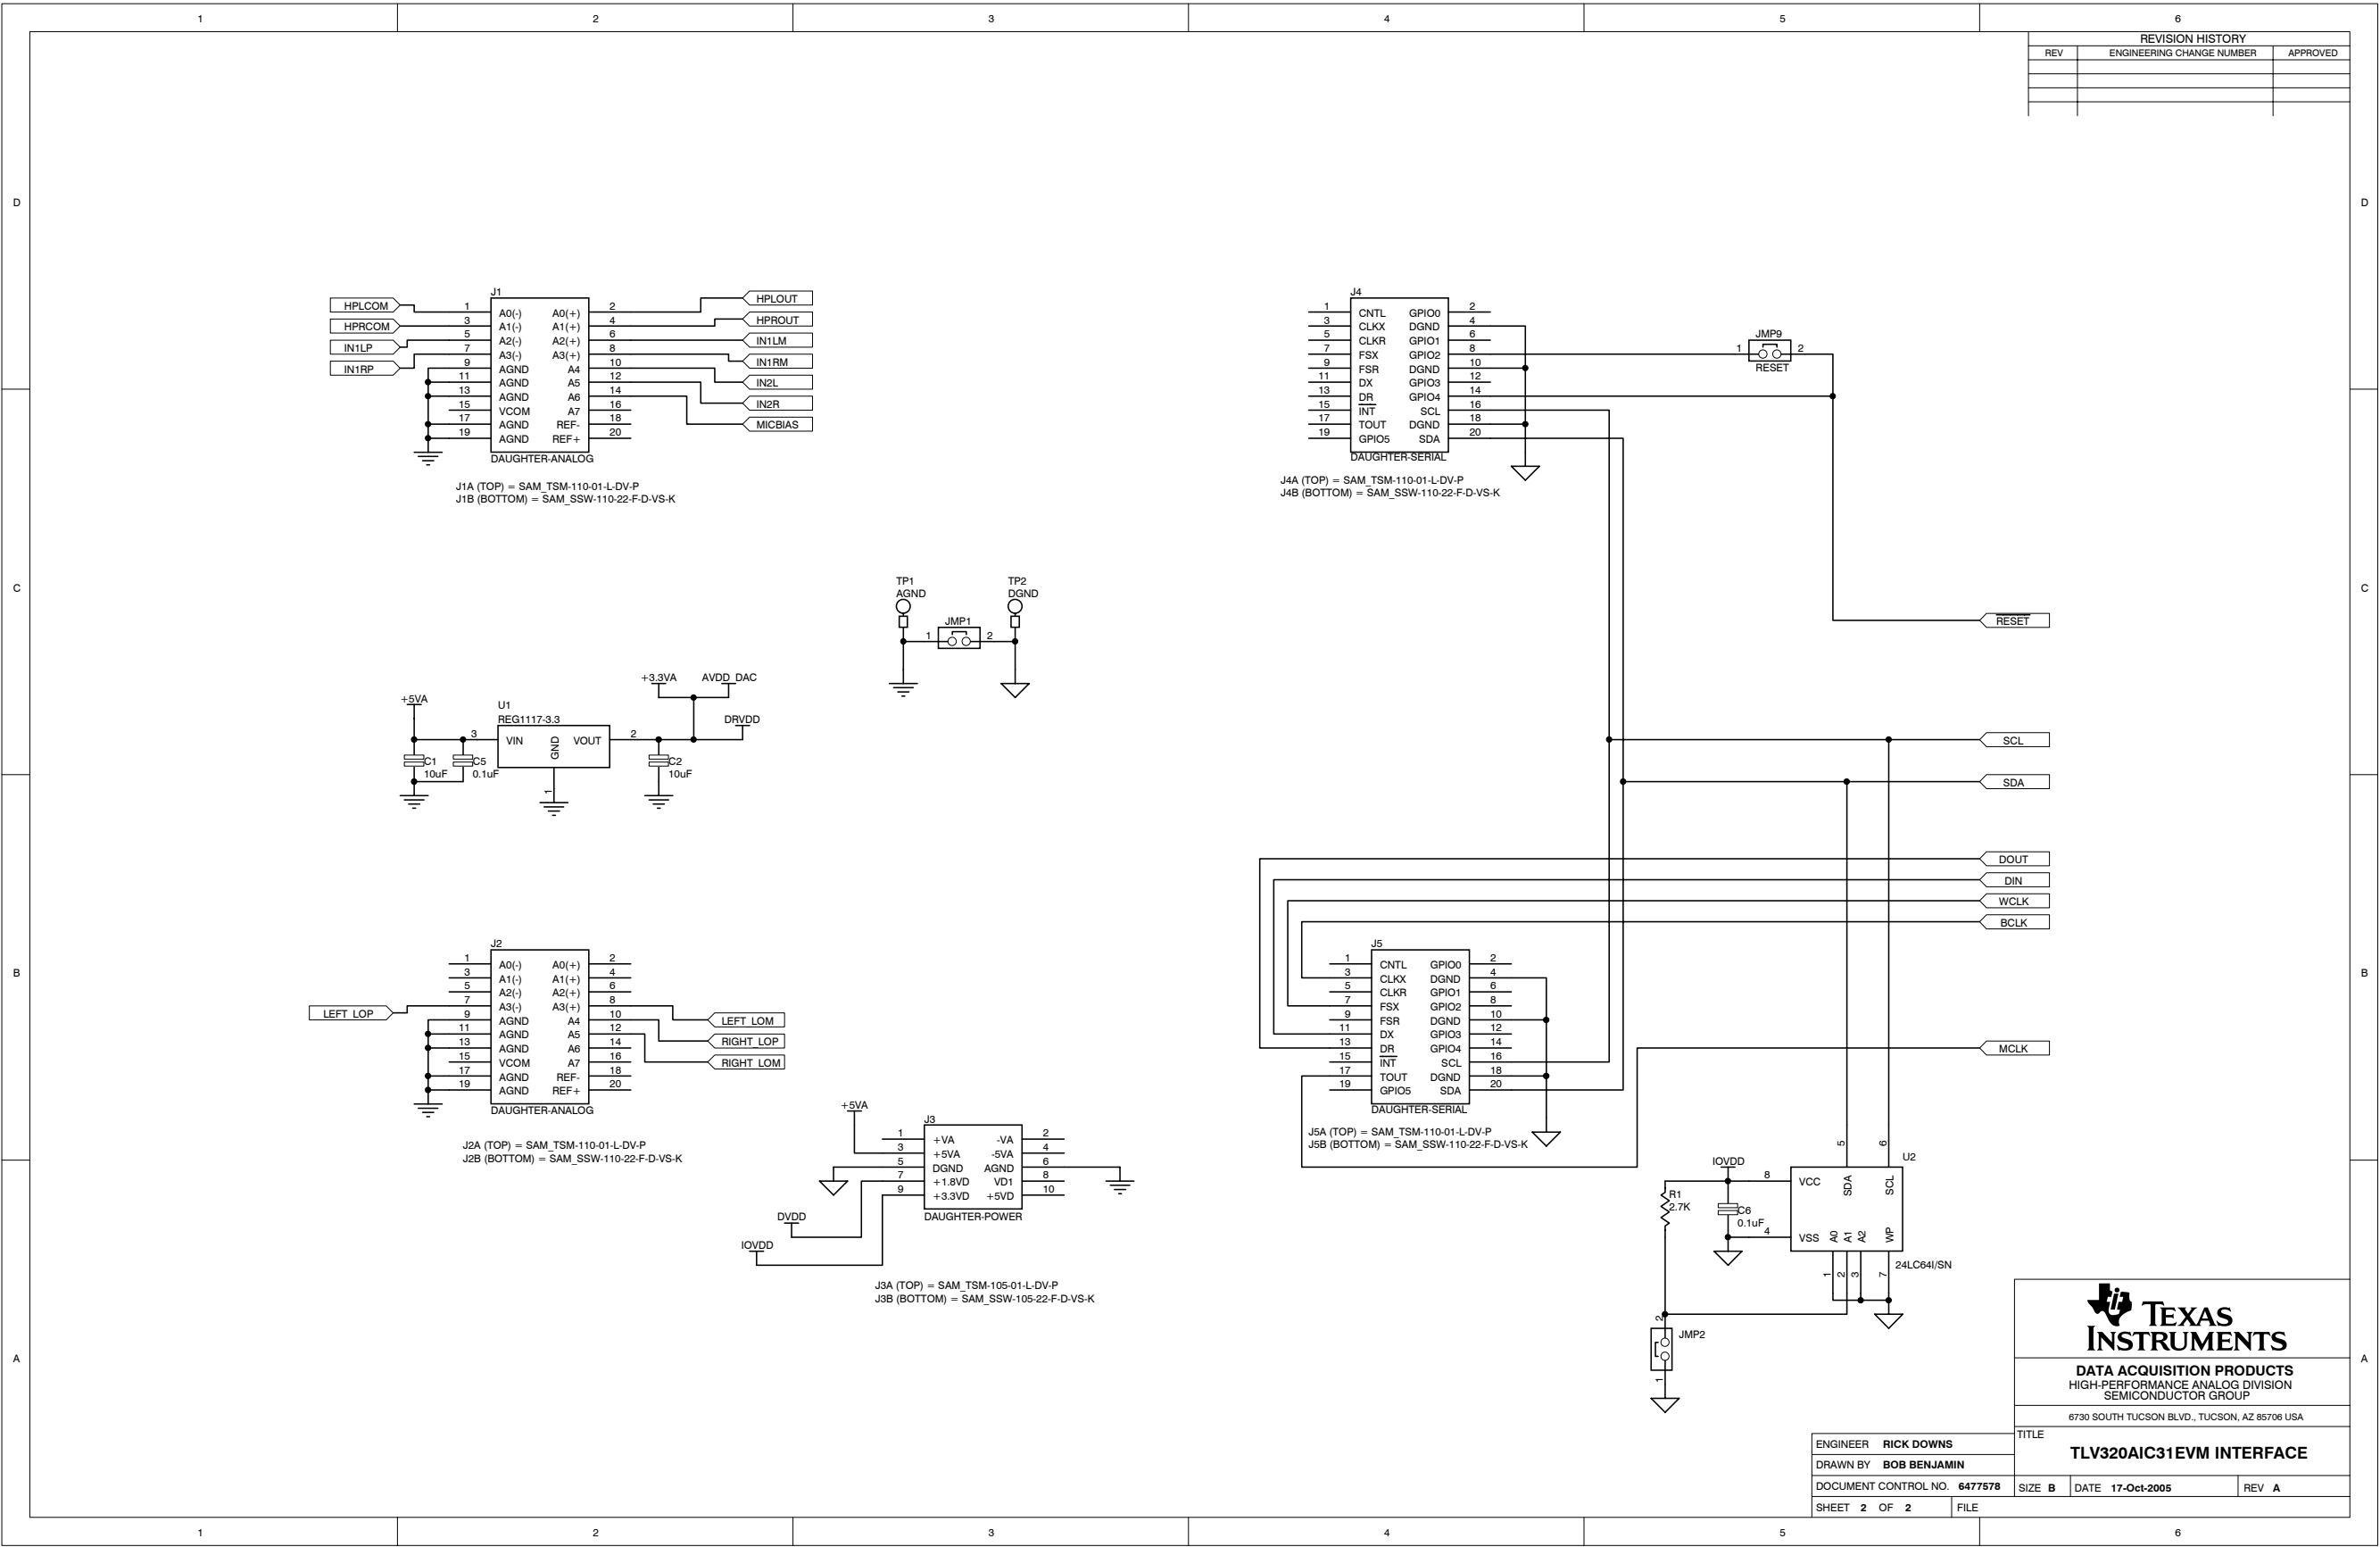 1 2 3 4 5 6
REVISION HISTORY
REV ENGINEERING CHANGE NUMBER APPROVED
D D
J1
HPLCOM 1 A0(-) A0(+) 2 HPLOUT
HPRCOM 3 A1(-) A1(+) 4 HPROUT
IN1LP 5 A2(-) A2(+) 6 IN1LM
IN1RP 7 A3(-) A3(+) 8 IN1RM
9 AGND A4 10 IN2L
11 AGND A5 12 IN2R
13 AGND A6 14 MICBIAS
15 VCOM A7 16
17 AGND REF- 18
19 AGND REF+ 20
DAUGHTER-ANALOG
J1A (TOP) = SAM_TSM-110-01-L-DV-P
J1B (BOTTOM) = SAM_SSW-110-22-F-D-VS-K
J4
1 CNTL GPIO0 2
3 CLKX DGND 4
5 CLKR GPIO1 6
7 FSX GPIO2 8
9 FSR DGND 10
11 DX GPIO3 12
13 DR GPIO4 14
15 INT SCL 16
17 TOUT DGND 18
19 GPIO5 SDA 20
DAUGHTER-SERIAL
J4A (TOP) = SAM_TSM-110-01-L-DV-P
J4B (BOTTOM) = SAM_SSW-110-22-F-D-VS-K
JMP9
1 2
RESET
C C
TP1 TP2
AGND DGND
JMP1
1 2
RESET
+5VA
U1
REG1117-3.3
3 VIN GND VOUT 2
1
C1
10uF
C5
0.1uF
+3.3VA AVDD_DAC
DRVDD
C2
10uF
SCL
SDA
DOUT
DIN
WCLK
BCLK
MCLK
B B
J2
1 A0(-) A0(+) 2
3 A1(-) A1(+) 4
5 A2(-) A2(+) 6
LEFT_LOP 7 A3(-) A3(+) 8 LEFT_LOM
9 AGND A4 10 RIGHT_LOP
11 AGND A5 12 RIGHT_LOM
13 AGND A6 14
15 VCOM A7 16
17 AGND REF- 18
19 AGND REF+ 20
DAUGHTER-ANALOG
J2A (TOP) = SAM_TSM-110-01-L-DV-P
J2B (BOTTOM) = SAM_SSW-110-22-F-D-VS-K
J5
1 CNTL GPIO0 2
3 CLKX DGND 4
5 CLKR GPIO1 6
7 FSX GPIO2 8
9 FSR DGND 10
11 DX GPIO3 12
13 DR GPIO4 14
15 INT SCL 16
17 TOUT DGND 18
19 GPIO5 SDA 20
DAUGHTER-SERIAL
J5A (TOP) = SAM_TSM-110-01-L-DV-P
J5B (BOTTOM) = SAM_SSW-110-22-F-D-VS-K
+5VA
J3
1 +VA -VA 2
3 +5VA -5VA 4
5 DGND AGND 6
7 +1.8VD VD1 8
9 +3.3VD +5VD 10
DAUGHTER-POWER
DVDD
IOVDD
J3A (TOP) = SAM_TSM-105-01-L-DV-P
J3B (BOTTOM) = SAM_SSW-105-22-F-D-VS-K
IOVDD
R1
2.7K
C6
0.1uF
5 6
U2
8 VCC SDA SCL
4 VSS A0 A1 A2 WP
1 2 3 7
24LC64I/SN
2
JMP2
1
A A
TEXAS
INSTRUMENTS
DATA ACQUISITION PRODUCTS
HIGH-PERFORMANCE ANALOG DIVISION
SEMICONDUCTOR GROUP
6730 SOUTH TUCSON BLVD., TUCSON, AZ 85706 USA
TITLE
TLV320AIC31EVM INTERFACE
ENGINEER RICK DOWNS
DRAWN BY BOB BENJAMIN
DOCUMENT CONTROL NO. 6477578
SIZE B DATE 17-Oct-2005 REV A
SHEET 2 OF 2 FILE
1 2 3 4 5 6